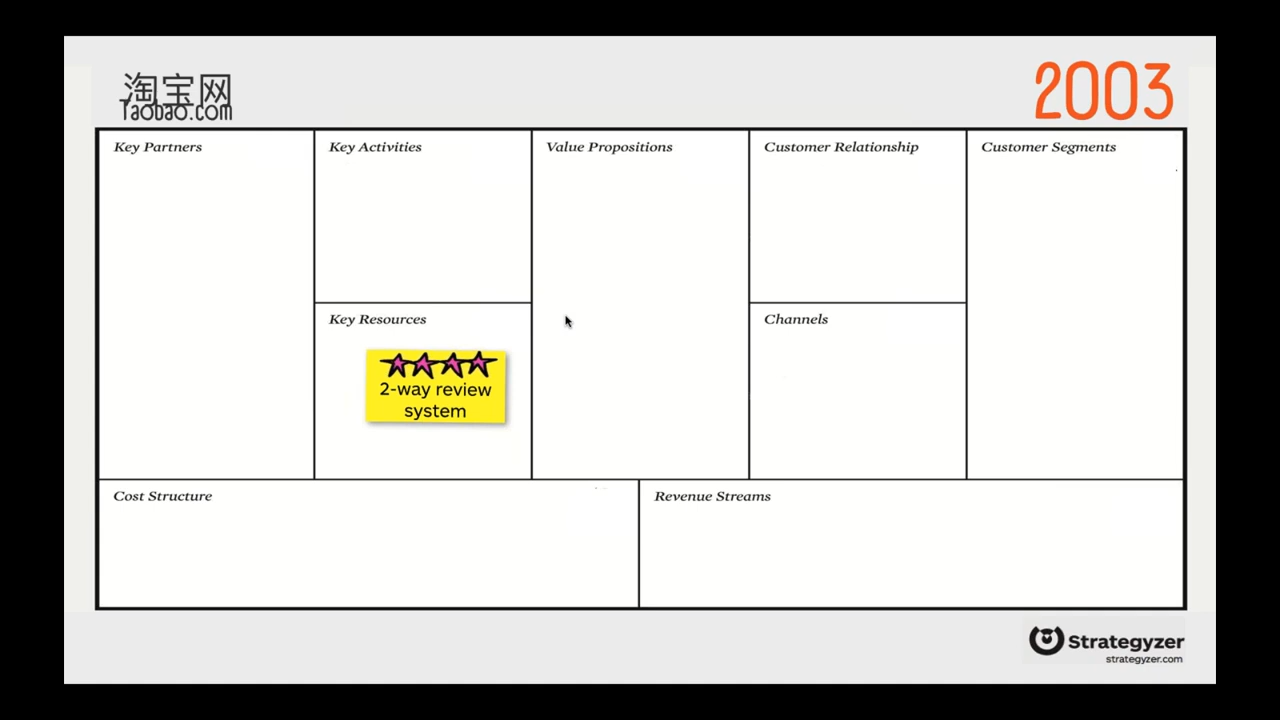 淘宝网
Taobao.com
2003
Key Partners
Key Activities
Value Propositions
Customer Relationship
Customer Segments
Key Resources
2-way review
system
Channels
Cost Structure
Revenue Streams
Strategyzer
strategyzer.com